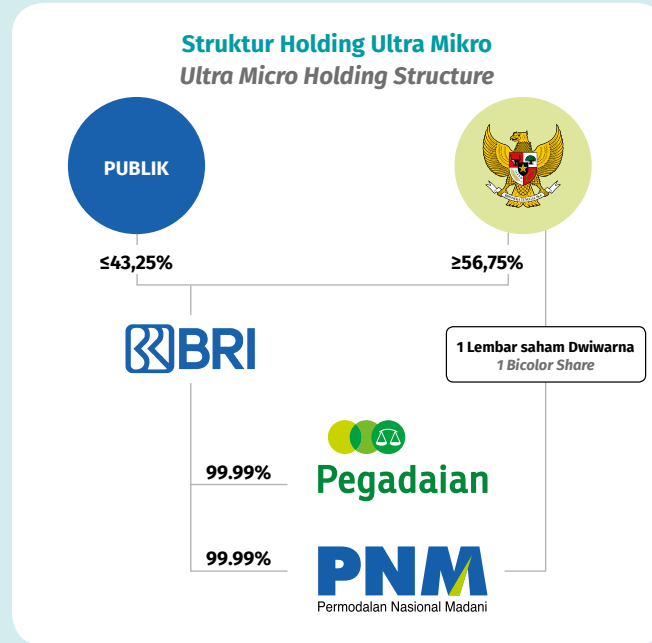 Struktur Holding Ultra Mikro
Ultra Micro Holding Structure
PUBLIK
≤43,25%
≥56,75%
BRI
1 Lembar saham Dwiwarna
1 Bicolor Share
99.99%
Pegadaian
99.99%
PNM
Permodalan Nasional Madani